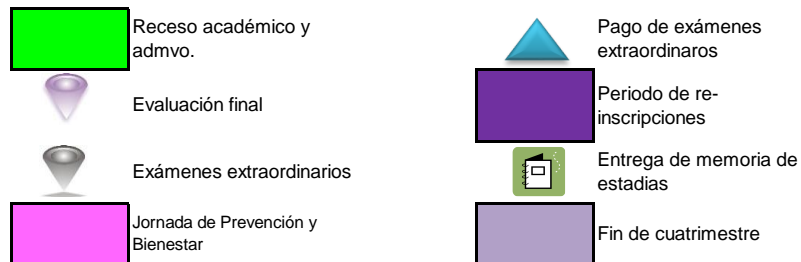 Receso académico y
admvo.
Evaluación final
Exámenes extraordinarios
Jornada de Prevención y
Bienestar
Pago de exámenes
extraordinaros
Periodo de re-
inscripciones
Entrega de memoria de
estadias
Fin de cuatrimestre